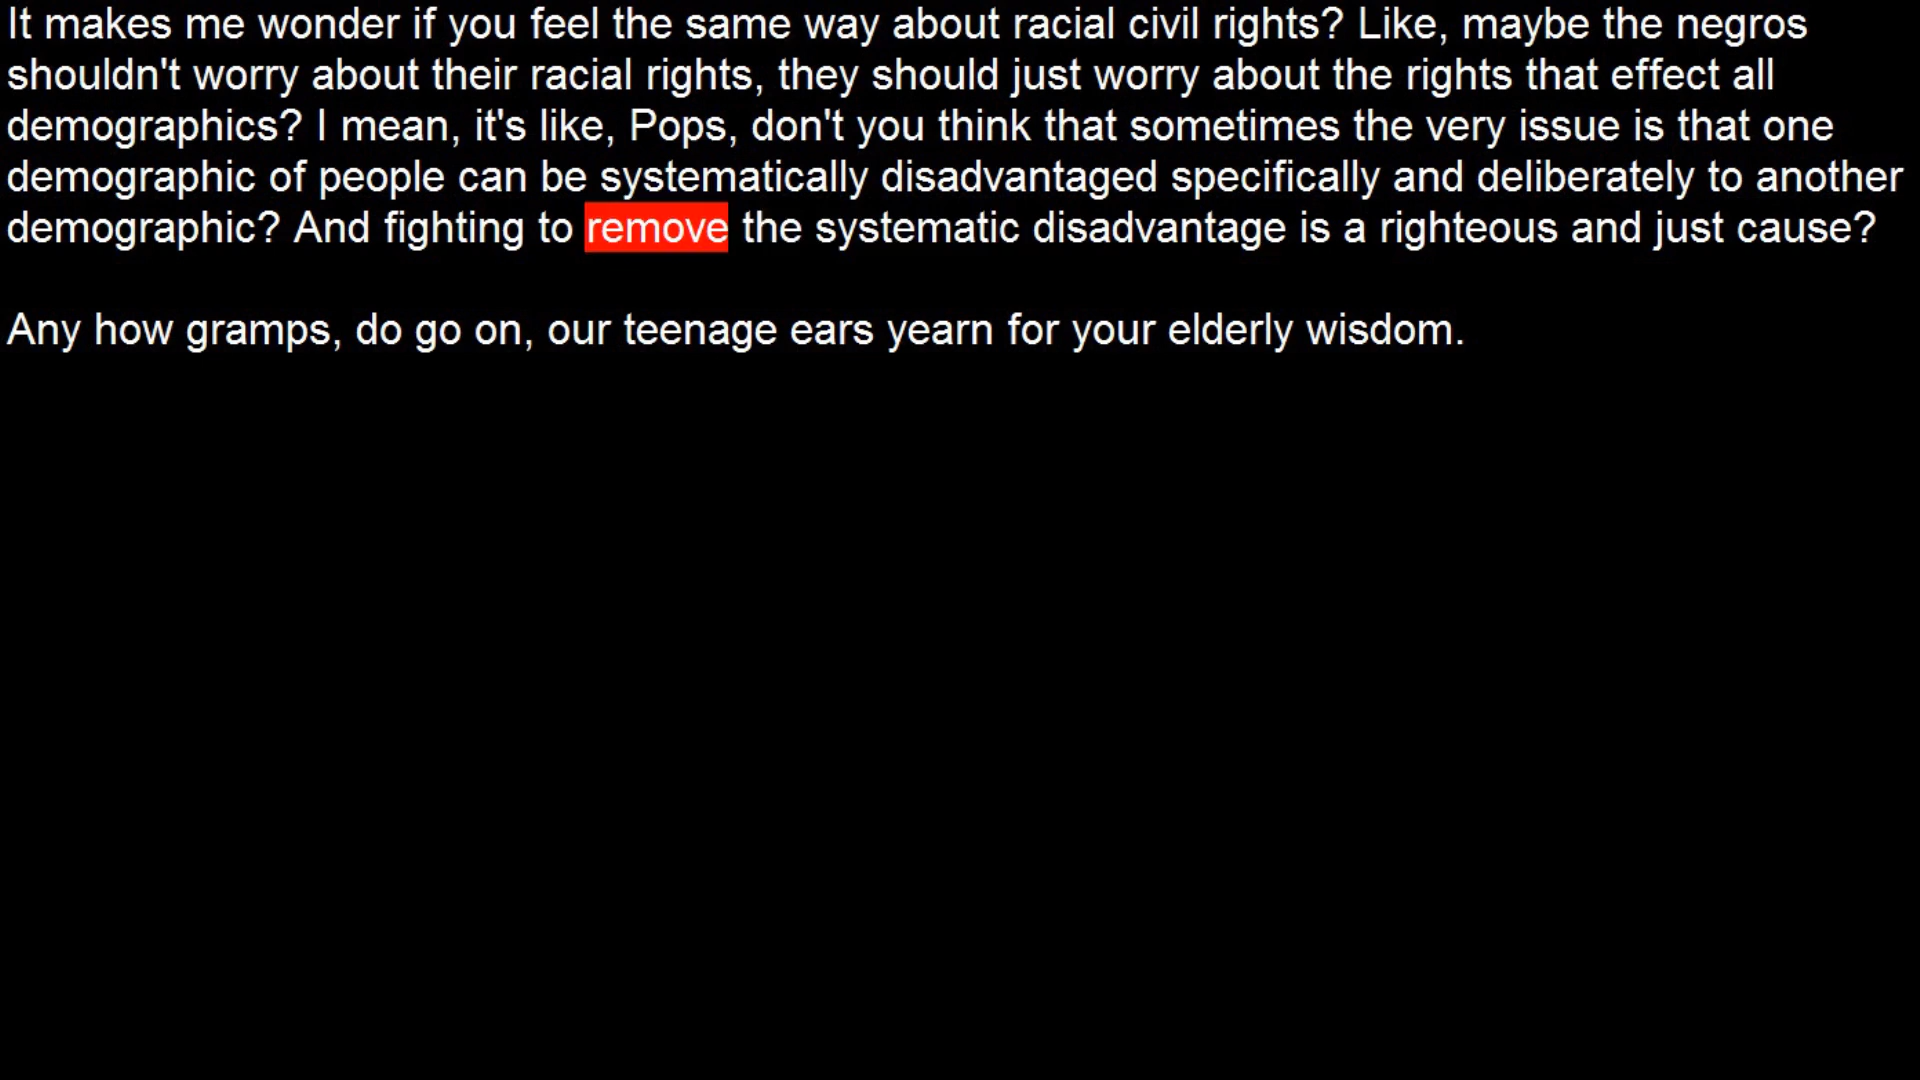 It makes me wonder if you feel the same way about racial civil rights? Like, maybe the negros
shouldn't worry about their racial rights, they should just worry about the rights that effect all
demographics? I mean, it's like, Pops, don't you think that sometimes the very issue is that one
demographic of people can be systematically disadvantaged specifically and deliberately to another
demographic? And fighting to remove the systematic disadvantage is a righteous and just cause?
Any how gramps, do go on, our teenage ears yearn for your elderly wisdom.